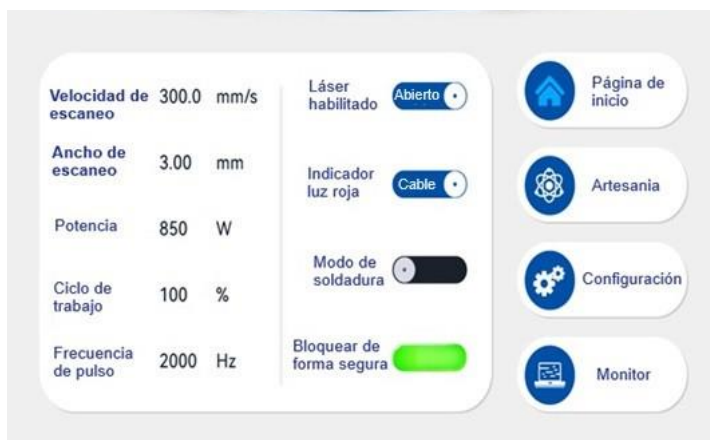 Velocidad de
escaneo
300.0 mm/s
Ancho de
escaneo
3.00 mm
Potencia
850 W
Ciclo de
trabajo
100 %
Frecuencia
de pulso
2000 Hz
Láser
habilitado
Abierto
Indicador
luz roja
Cable
Modo de
soldadura
Bloquear de
forma segura
Página de
inicio
Artesania
Configuración
Monitor